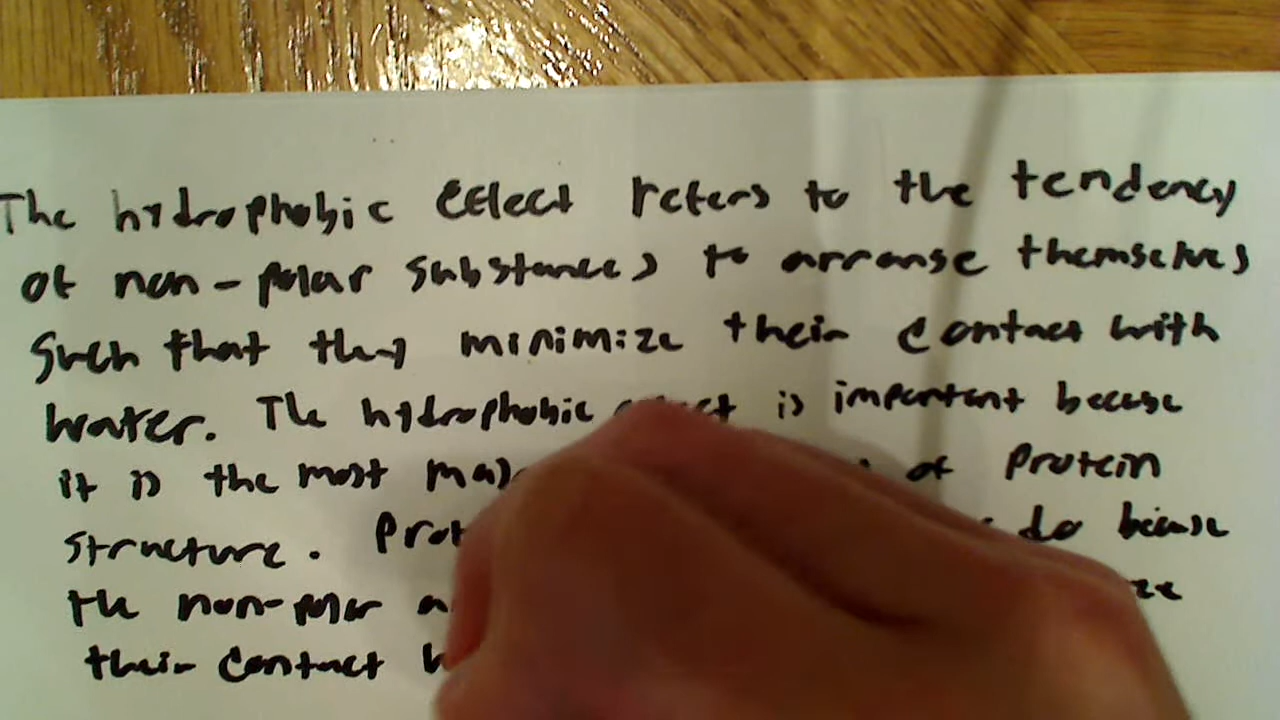 The hydrophobic effect refers to the tendency
of non-polar substances to arrange themselves
such that they minimize their contact with
water. The hydrophobic effect is important because
it is the most of protein
structure. do because
the non-polar
their contact